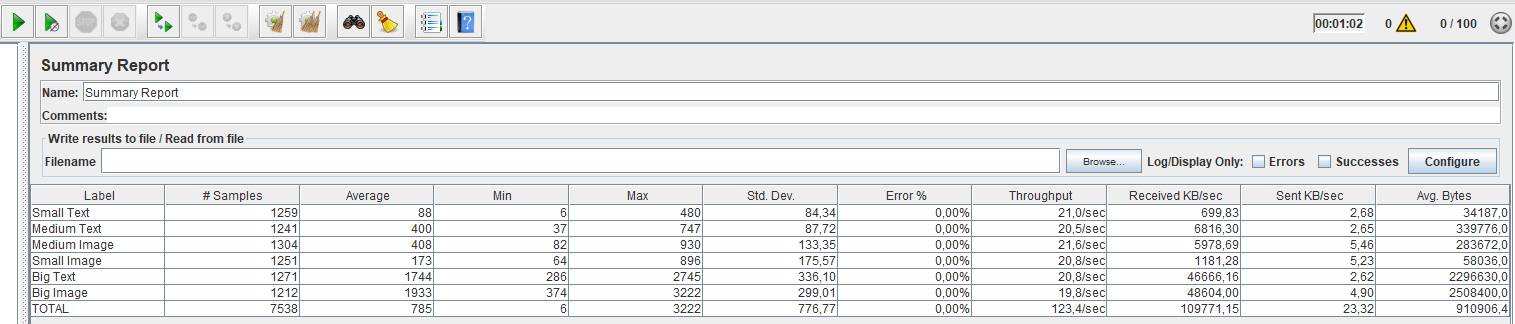 STOP
00:01:02 0 0 / 100
Summary Report
Name: Summary Report
Comments:
Write results to file / Read from file
Filename Browse... Log/Display Only: Errors Successes Configure
Label # Samples Average Min Max Std. Dev. Error % Throughput Received KB/sec Sent KB/sec Avg. Bytes
Small Text 1259 88 6 480 84,34 0,00% 21,0/sec 699,83 2,68 34187,0
Medium Text 1241 400 37 747 87,72 0,00% 20,5/sec 6816,30 2,65 339776,0
Medium Image 1304 408 82 930 133,35 0,00% 21,6/sec 5978,69 5,46 283672,0
Small Image 1251 173 64 896 175,57 0,00% 20,8/sec 1181,28 5,23 58036,0
Big Text 1271 1744 286 2745 336,10 0,00% 20,8/sec 46666,16 2,62 2296630,0
Big Image 1212 1933 374 3222 299,01 0,00% 19,8/sec 48604,00 4,90 2508400,0
TOTAL 7538 785 6 3222 776,77 0,00% 123,4/sec 109771,15 23,32 910906,4